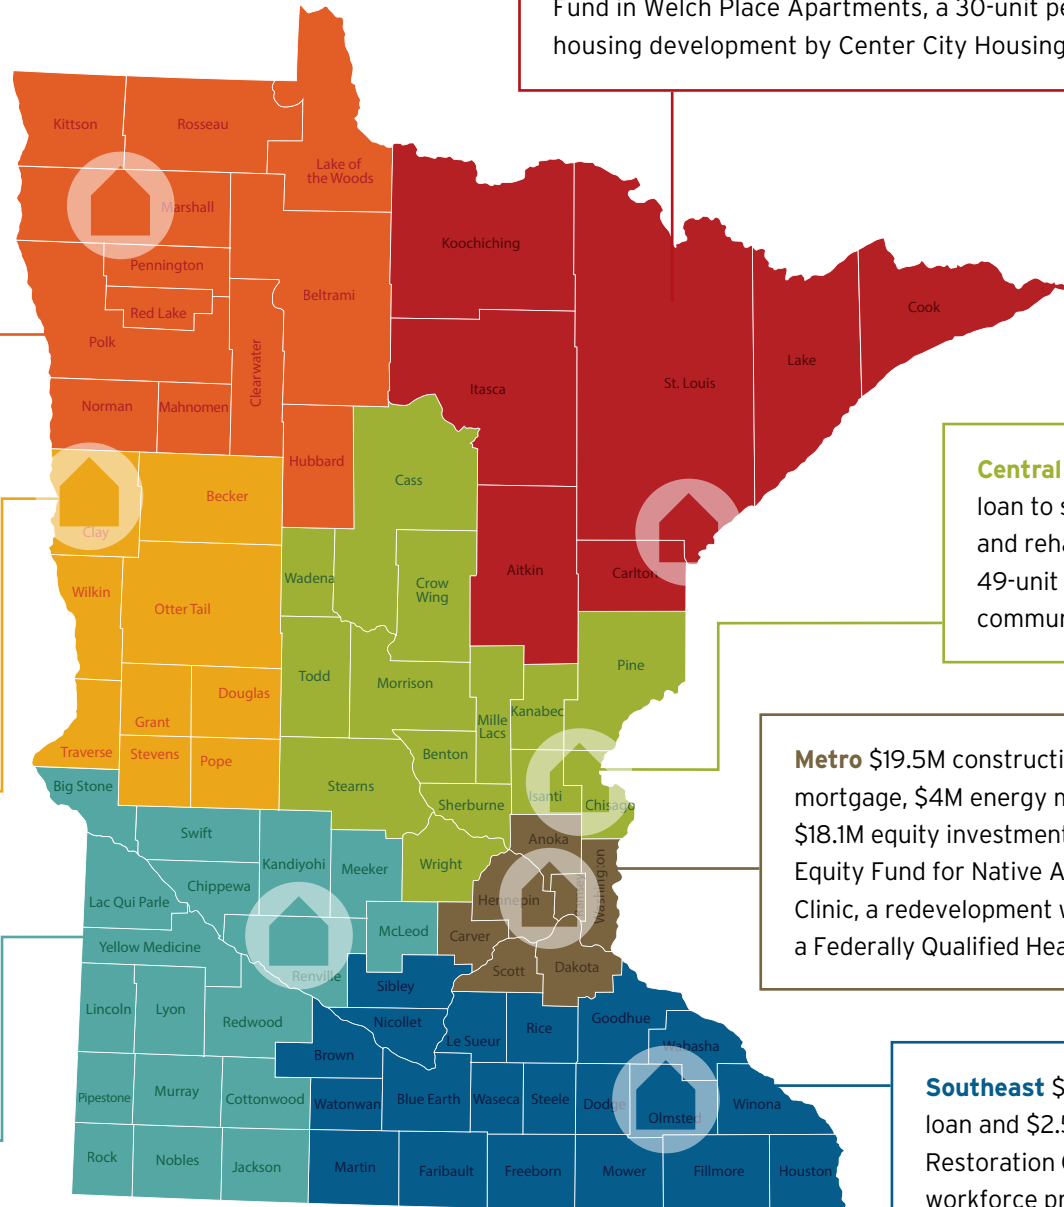 Fund in Welch Place Apartments, a 30-unit pe
housing development by Center City Housing
Kittson
Rosseau
Lake of
the Woods
Marshall
Koochiching
Pennington
Beltrami
Red Lake
Cook
Polk
Clearwater
Lake
St. Louis
Itasca
Norman
Mahnomen
Hubbard
Cass
Becker
Clay
Central
loan to s
and reha
49-unit
commun
Aitkin
Carlton
Wadena
Crow
Wing
Wilkin
Otter Tail
Pine
Todd
Morrison
Douglas
Kanabec
Mille
Lacs
Grant
Traverse
Stevens
Pope
Benton
Big Stone
Stearns
Isanti
Chisago
Sherburne
Metro $19.5M constructi
mortgage, $4M energy m
$18.1M equity investment
Equity Fund for Native A
Clinic, a redevelopment w
a Federally Qualified Hea
Swift
Anoka
Kandiyohi
Meeker
Wright
Chippewa
Hennepin
Ramsey
Washington
Lac Qui Parle
McLeod
Carver
Yellow Medicine
Renville
Scott
Dakota
Sibley
Lincoln
Lyon
Redwood
Nicollet
Le Sueur
Rice
Goodhue
Wabasha
Brown
Southeast $
loan and $2.5
Restoration
workforce pr
Pipestone
Murray
Cottonwood
Watonwan
Blue Earth
Waseca
Steele
Dodge
Olmsted
Winona
Rock
Nobles
Jackson
Martin
Faribault
Freeborn
Mower
Fillmore
Houston